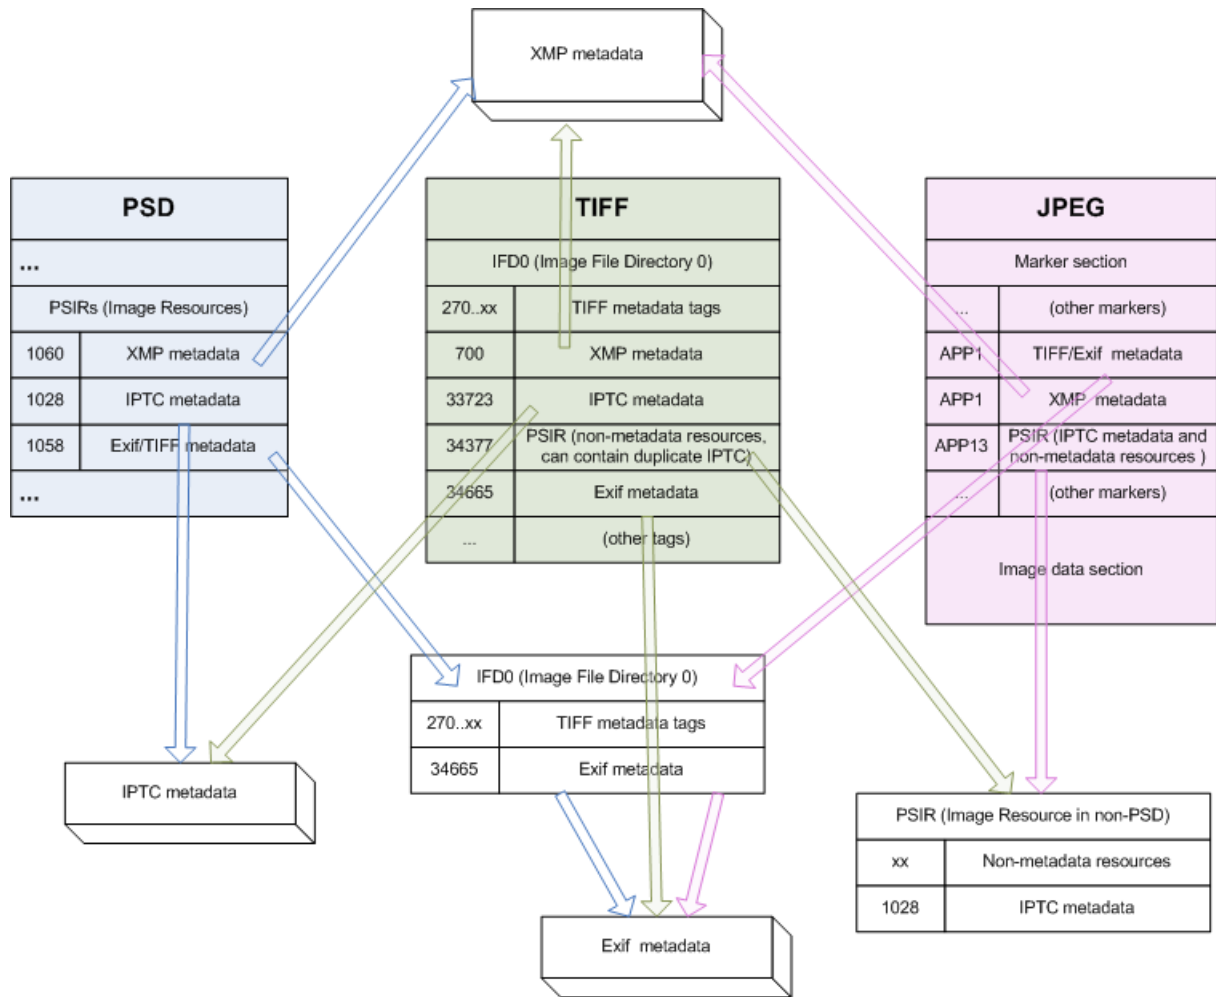 XMP metadata
PSD
...
PSIRs (Image Resources)
1060 XMP metadata
1028 IPTC metadata
1058 Exif/TIFF metadata
...
TIFF
IFD0 (Image File Directory 0)
270..xx TIFF metadata tags
700 XMP metadata
33723 IPTC metadata
34377 PSIR (non-metadata resources,
can contain duplicate IPTC)
34665 Exif metadata
... (other tags)
JPEG
Marker section
... (other markers)
APP1 TIFF/Exif metadata
APP1 XMP metadata
APP13 PSIR (IPTC metadata and
non-metadata resources )
... (other markers)
Image data section
IFD0 (Image File Directory 0)
270..xx TIFF metadata tags
34665 Exif metadata
IPTC metadata
PSIR (Image Resource in non-PSD)
xx Non-metadata resources
1028 IPTC metadata
Exif metadata